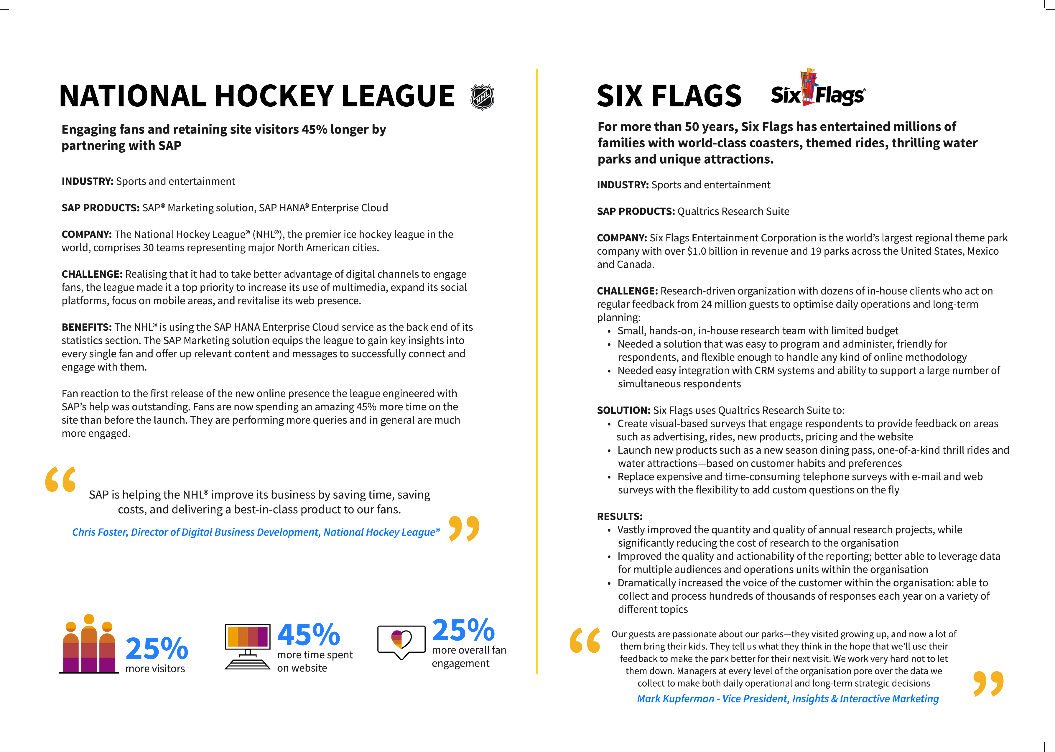 NATIONAL HOCKEY LEAGUE
NHL
Engaging fans and retaining site visitors 45% longer by
partnering with SAP
INDUSTRY: Sports and entertainment
SAP PRODUCTS: SAP® Marketing solution, SAP HANA® Enterprise Cloud
COMPANY: The National Hockey League® (NHL®), the premier ice hockey league in the
world, comprises 30 teams representing major North American cities.
CHALLENGE: Realising that it had to take better advantage of digital channels to engage
fans, the league made it a top priority to increase its use of multimedia, expand its social
platforms, focus on mobile areas, and revitalise its web presence.
BENEFITS: The NHL® is using the SAP HANA Enterprise Cloud service as the back end of its
statistics section. The SAP Marketing solution equips the league to gain key insights into
every single fan and offer up relevant content and messages to successfully connect and
engage with them.
Fan reaction to the first release of the new online presence the league engineered with
SAP's help was outstanding. Fans are now spending an amazing 45% more time on the
site than before the launch. They are performing more queries and in general are much
more engaged.
“
SAP is helping the NHL® improve its business by saving time, saving
costs, and delivering a best-in-class product to our fans.
Chris Foster, Director of Digital Business Development, National Hockey League®
”
25%
more visitors
45%
more time spent
on website
25%
more overall fan
engagement
SIX FLAGS
Six Flags
For more than 50 years, Six Flags has entertained millions of
families with world-class coasters, themed rides, thrilling water
parks and unique attractions.
INDUSTRY: Sports and entertainment
SAP PRODUCTS: Qualtrics Research Suite
COMPANY: Six Flags Entertainment Corporation is the world's largest regional theme park
company with over $1.0 billion in revenue and 19 parks across the United States, Mexico
and Canada.
CHALLENGE: Research-driven organization with dozens of in-house clients who act on
regular feedback from 24 million guests to optimise daily operations and long-term
planning:
• Small, hands-on, in-house research team with limited budget
• Needed a solution that was easy to program and administer, friendly for
respondents, and flexible enough to handle any kind of online methodology
• Needed easy integration with CRM systems and ability to support a large number of
simultaneous respondents
SOLUTION: Six Flags uses Qualtrics Research Suite to:
• Create visual-based surveys that engage respondents to provide feedback on areas
such as advertising, rides, new products, pricing and the website
• Launch new products such as a new season dining pass, one-of-a-kind thrill rides and
water attractions—based on customer habits and preferences
• Replace expensive and time-consuming telephone surveys with e-mail and web
surveys with the flexibility to add custom questions on the fly
RESULTS:
• Vastly improved the quantity and quality of annual research projects, while
significantly reducing the cost of research to the organisation
• Improved the quality and actionability of the reporting; better able to leverage data
for multiple audiences and operations units within the organisation
• Dramatically increased the voice of the customer within the organisation: able to
collect and process hundreds of thousands of responses each year on a variety of
different topics
“
Our guests are passionate about our parks—they visited growing up, and now a lot of
them bring their kids. They tell us what they think in the hope that we'll use their
feedback to make the park better for their next visit. We work very hard not to let
them down. Managers at every level of the organisation pore over the data we
collect to make both daily operational and long-term strategic decisions
Mark Kupferman - Vice President, Insights & Interactive Marketing
”